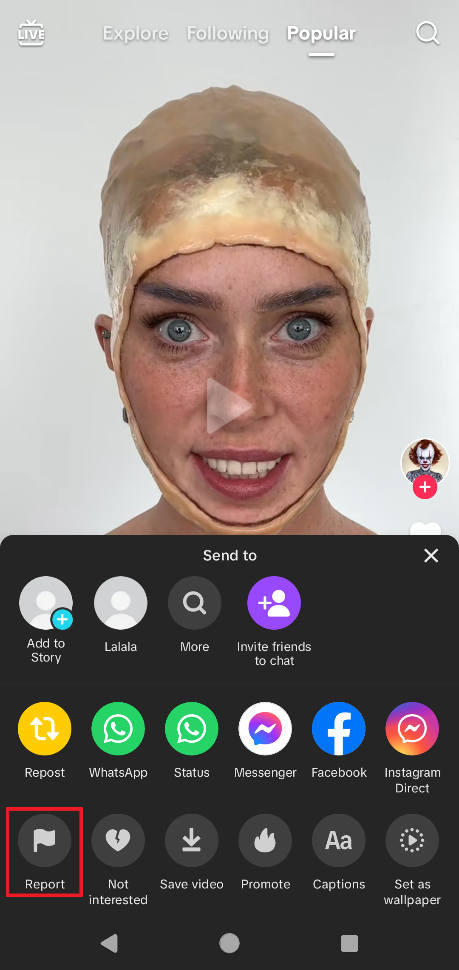 LIVE
Explore Following Popular
Send to
Add to
Story
Lalala
More
Invite friends
to chat
Repost
WhatsApp
Status
Messenger
Facebook
Instagram
Direct
Report
Not
interested
Save video
Promote
Aa
Captions
Set as
wallpaper